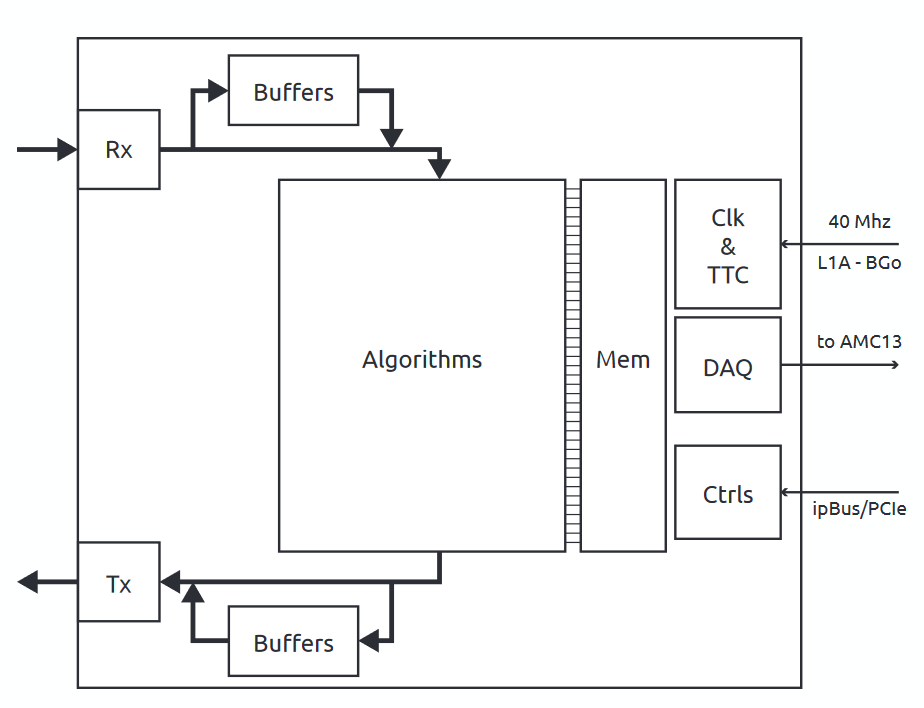 Buffers
Rx
Clk
&
TTC
40 Mhz
L1A - BGo
Algorithms
Mem
DAQ
to AMC13
Ctrls
ipBus/PCIe
Tx
Buffers